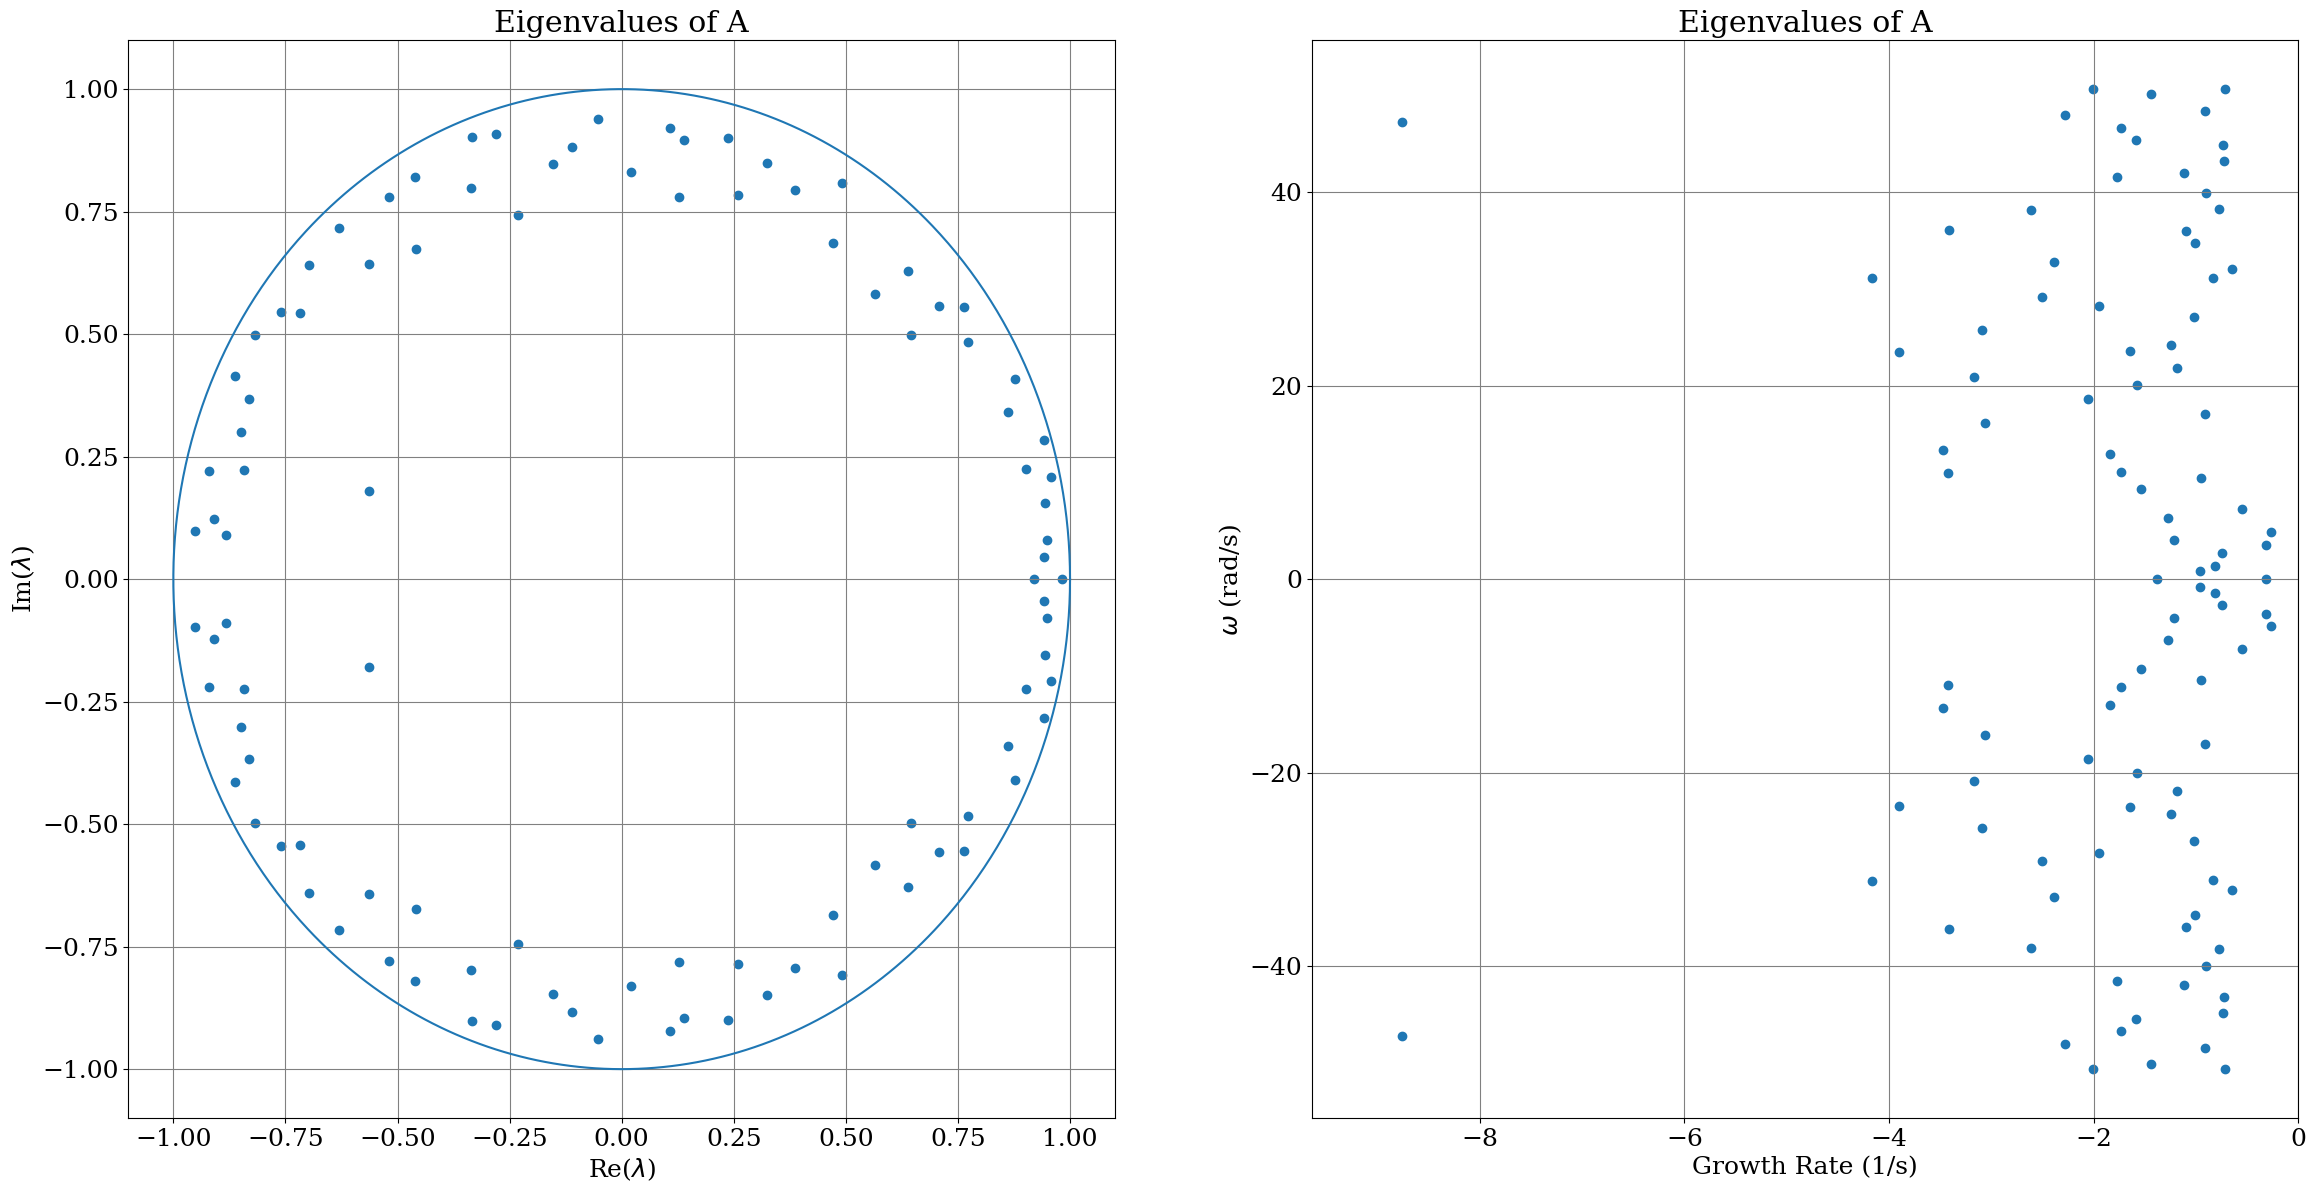 Eigenvalues of A
1.00
0.75
0.50
0.25
0.00
−0.25
−0.50
−0.75
−1.00
Im(λ)
−1.00 −0.75 −0.50 −0.25 0.00 0.25 0.50 0.75 1.00
Re(λ)
Eigenvalues of A
40
20
0
−20
−40
ω (rad/s)
−8 −6 −4 −2 0
Growth Rate (1/s)